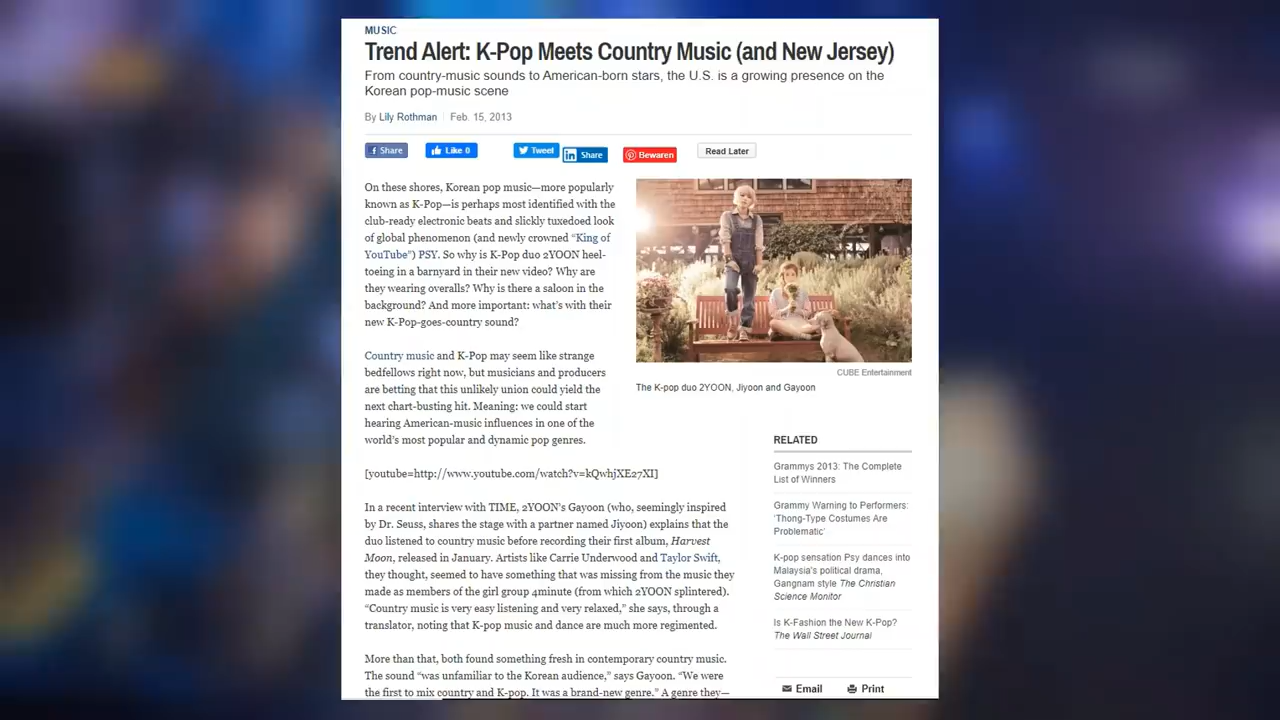 MUSIC
Trend Alert: K-Pop Meets Country Music (and New Jersey)
From country-music sounds to American-born stars, the U.S. is a growing presence on the
Korean pop-music scene
By Lily Rothman Feb. 15, 2013
Share Like 0 Tweet Share Bewaren Read Later
On these shores, Korean pop music—more popularly
known as K-Pop—is perhaps most identified with the
club-ready electronic beats and slickly tuxedoed look
of global phenomenon (and newly crowned “King of
YouTube”) PSY. So why is K-Pop duo 2YOON heel-
toeing in a barnyard in their new video? Why are
they wearing overalls? Why is there a saloon in the
background? And more important: what’s with their
new K-Pop-goes-country sound?
Country music and K-Pop may seem like strange
bedfellows right now, but musicians and producers
are betting that this unlikely union could yield the
next chart-busting hit. Meaning: we could start
hearing American-music influences in one of the
world’s most popular and dynamic pop genres.
[youtube=http://www.youtube.com/watch?v=kQwhjXE27XI]
In a recent interview with TIME, 2YOON’s Gayoon (who, seemingly inspired
by Dr. Seuss, shares the stage with a partner named Jiyoon) explains that the
duo listened to country music before recording their first album, Harvest
Moon, released in January. Artists like Carrie Underwood and Taylor Swift,
they thought, seemed to have something that was missing from the music they
made as members of the girl group 4minute (from which 2YOON splintered).
“Country music is very easy listening and very relaxed,” she says, through a
translator, noting that K-pop music and dance are much more regimented.
More than that, both found something fresh in contemporary country music.
The sound “was unfamiliar to the Korean audience,” says Gayoon. “We were
the first to mix country and K-pop. It was a brand-new genre.” A genre they—
CUBE Entertainment
The K-pop duo 2YOON, Jiyoon and Gayoon
RELATED
Grammys 2013: The Complete
List of Winners
Grammy Warning to Performers:
‘Thong-Type Costumes Are
Problematic’
K-pop sensation Psy dances into
Malaysia's political drama,
Gangnam style The Christian
Science Monitor
Is K-Fashion the New K-Pop?
The Wall Street Journal
Email Print